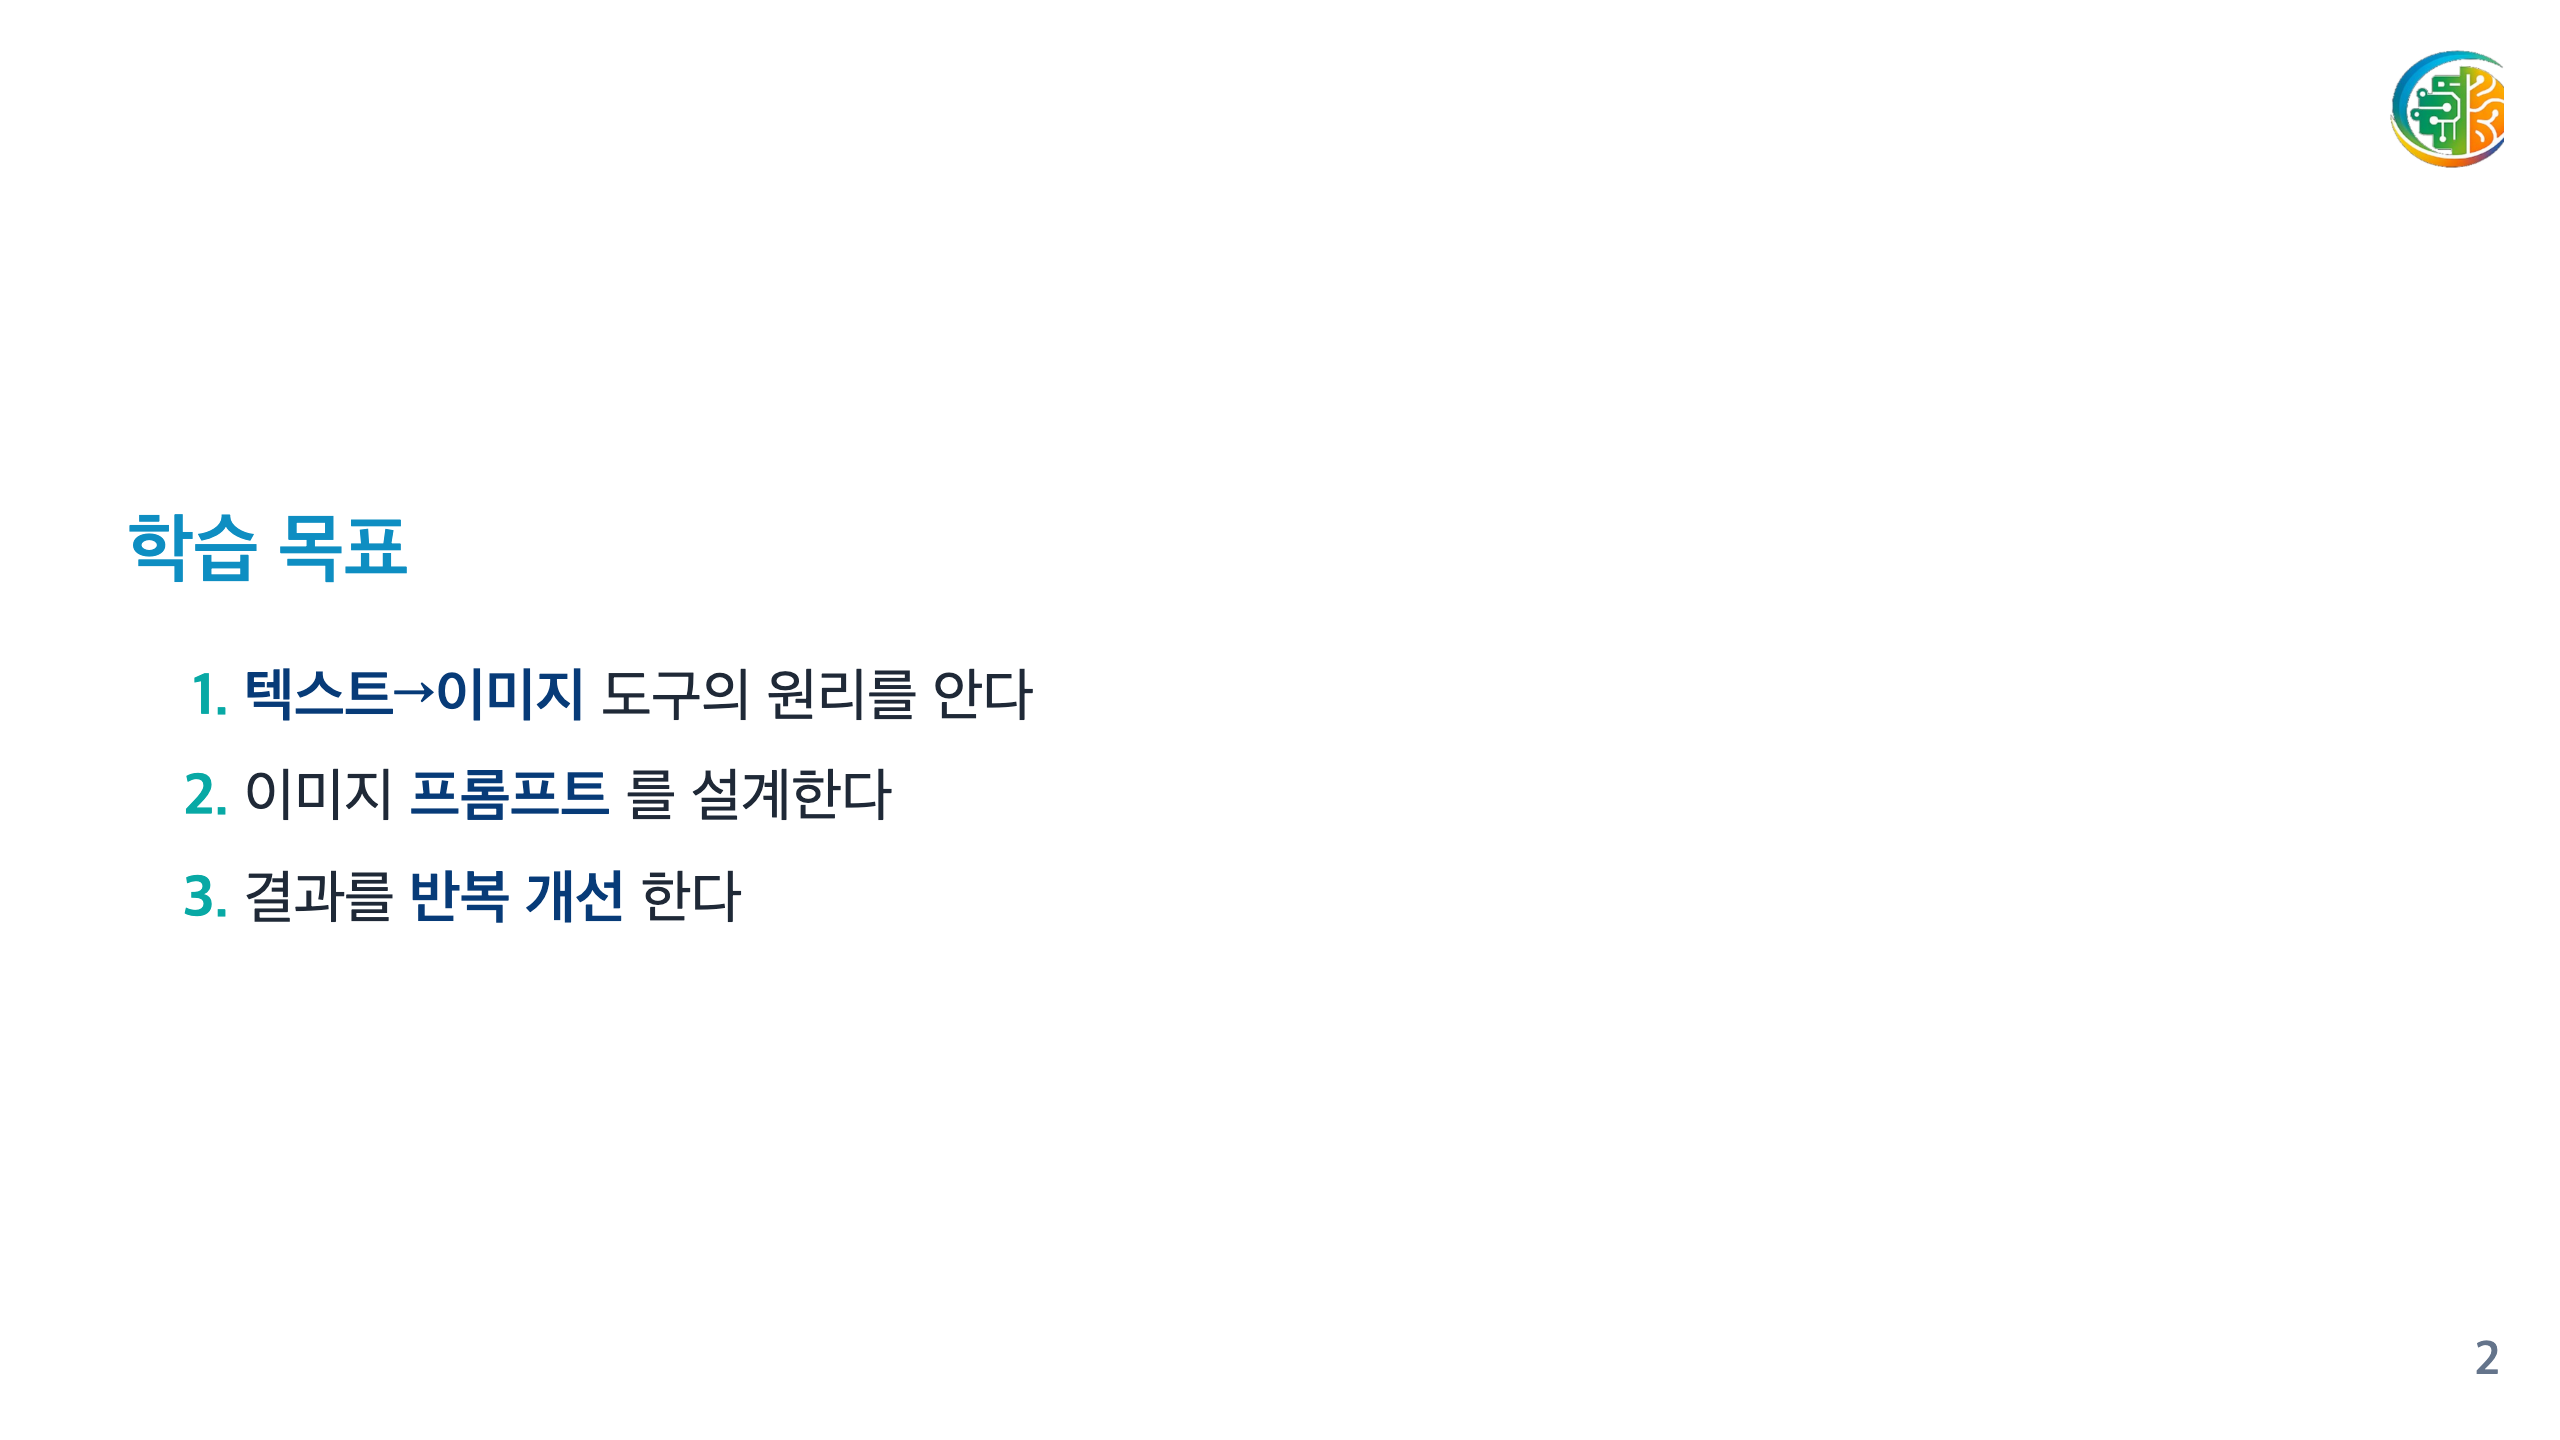 학습 목표
1. 텍스트→이미지 도구의 원리를 안다
2. 이미지 프롬프트 를 설계한다
3. 결과를 반복 개선 한다
2